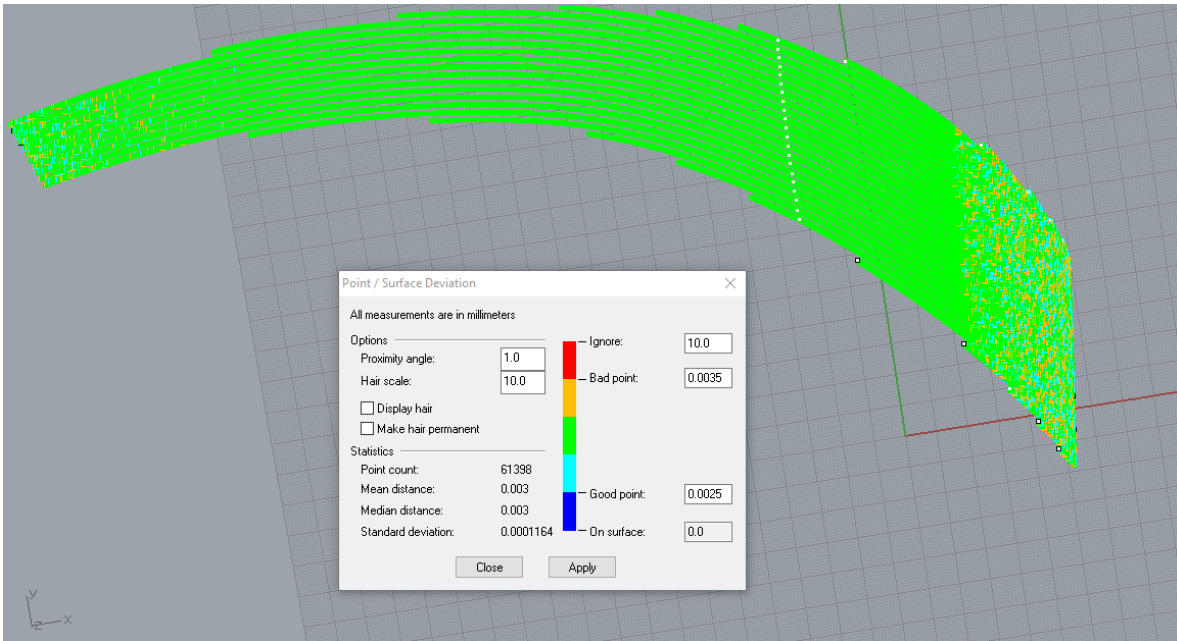 Point / Surface Deviation
All measurements are in millimeters
Options
Proximity angle: 1.0
Hair scale: 10.0
Display hair
Make hair permanent
Statistics
Point count: 61398
Mean distance: 0.003
Median distance: 0.003
Standard deviation: 0.0001164
Ignore: 10.0
Bad point: 0.0035
Good point: 0.0025
On surface: 0.0
Close
Apply
y
z
x